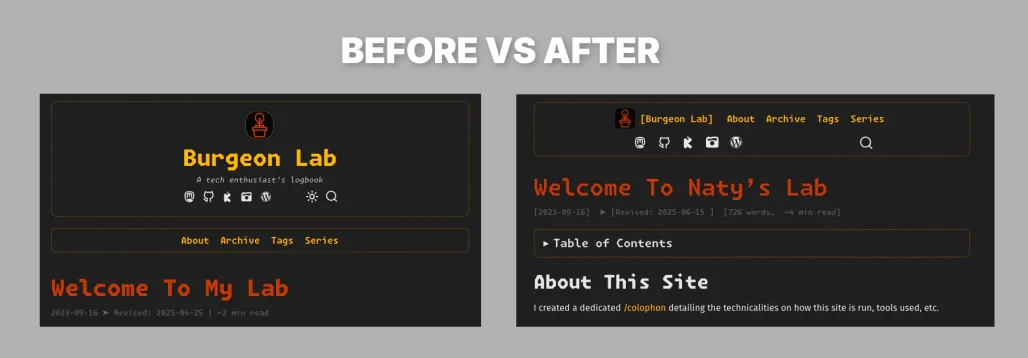 BEFORE VS AFTER
Burgeon Lab
A tech enthusiast's logbook
About Archive Tags Series
Welcome To My Lab
2023-09-16 ➤ Revised: 2025-04-25 | ~2 min read
[Burgeon Lab] About Archive Tags Series
Welcome To Naty’s Lab
[2023-09-16] ➤ [Revised: 2025-06-15 ] [726 words, ~4 min read]
▸ Table of Contents
About This Site
I created a dedicated /colophon detailing the technicalities on how this site is run, tools used, etc.